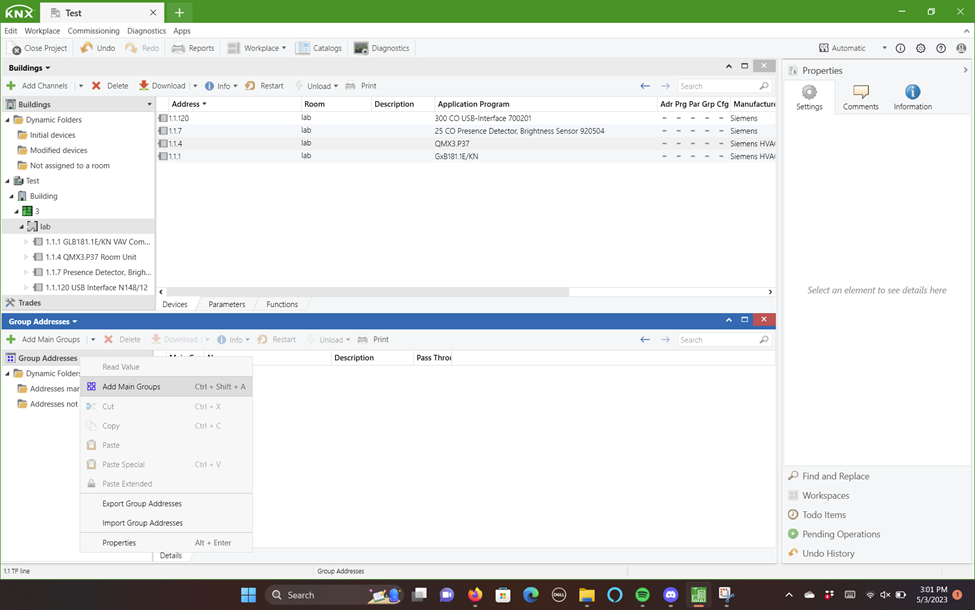 KNX Test
Edit Workplace Commissioning Diagnostics Apps
Close Project Undo Redo Reports Workplace Catalogs Diagnostics Automatic
Buildings
Add Channels Delete Download Info Restart Unload Print Search
Buildings
Dynamic Folders
Initial devices
Modified devices
Not assigned to a room
Test
Building
3
lab
1.1.1 GLB181.1E/KN VAV Com...
1.1.4 QMX3.P37 Room Unit
1.1.7 Presence Detector, Brigh...
1.1.120 USB Interface N148/12
Trades
Address Room Description Application Program Adr Prg Par Grp Cfg Manufacture
1.1.120 lab 300 CO USB-Interface 700201 - - - - - Siemens
1.1.7 lab 25 CO Presence Detector, Brightness Sensor 920504 - - - - - Siemens
1.1.4 lab QMX3.P37 - - - - - Siemens HVA
1.1.1 lab GxB181.1E/KN - - - - - Siemens HVA
Devices Parameters Functions
Group Addresses
Add Main Groups Delete Download Info Restart Unload Print Search
Group Addresses
Dynamic Folders
Addresses mar
Addresses not
Description Pass Throu
Read Value
Add Main Groups Ctrl + Shift + A
Cut Ctrl + X
Copy Ctrl + C
Paste
Paste Special Ctrl + V
Paste Extended
Export Group Addresses
Import Group Addresses
Properties Alt + Enter
Details
Properties
Settings Comments Information
Select an element to see details here
Find and Replace
Workspaces
Todo Items
Pending Operations
Undo History
1.1 TP line Group Addresses
Search
DELL
3:01 PM
5/3/2023